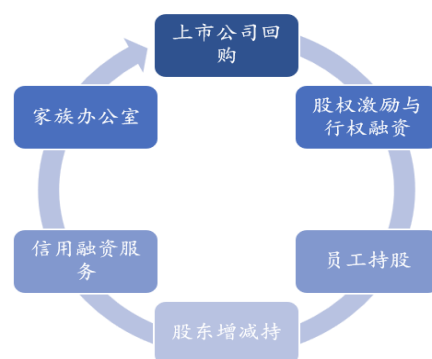 上市公司回
购
股权激励与
行权融资
员工持股
股东增减持
信用融资服
务
家族办公室